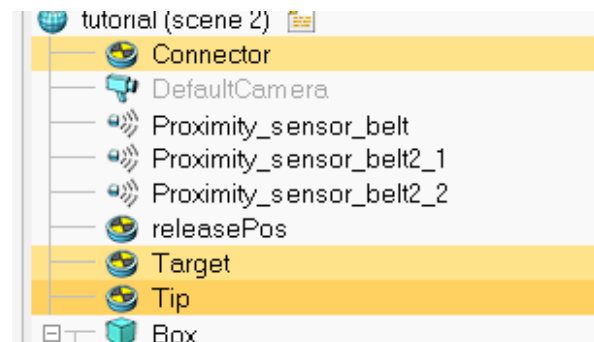 tutorial (scene 2)
Connector
DefaultCamera
Proximity_sensor_belt
Proximity_sensor_belt2_1
Proximity_sensor_belt2_2
releasePos
Target
Tip
Box